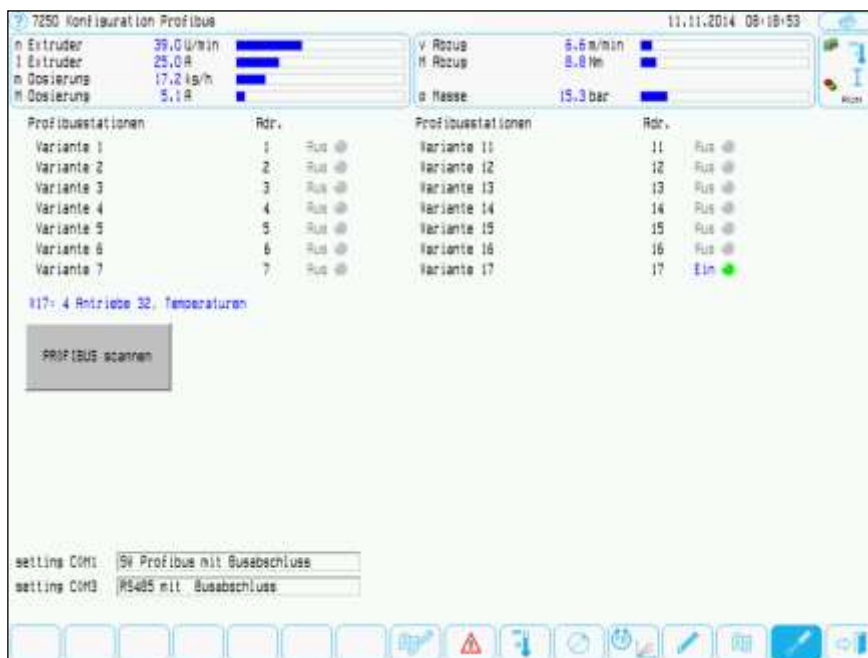 7250 Konfiguration Profibus 11.11.2014 08:18:53
n Extruder 39.0 U/min
I Extruder 25.0 A
m Dosierung 17.2 kg/h
M Dosierung 5.1 A
v Abzug 6.6 m/min
M Abzug 8.8 Nm
p Masse 15.3 bar
Profibusstationen Adr.
Variante 1 1 Aus
Variante 2 2 Aus
Variante 3 3 Aus
Variante 4 4 Aus
Variante 5 5 Aus
Variante 6 6 Aus
Variante 7 7 Aus
Profibusstationen Adr.
Variante 11 11 Aus
Variante 12 12 Aus
Variante 13 13 Aus
Variante 14 14 Aus
Variante 15 15 Aus
Variante 16 16 Aus
Variante 17 17 Ein
V17: 4 Antriebe 32. Temperaturen
PROFIBUS scannen
setting COM1 5V Profibus mit Busabschluss
setting COM3 RS485 mit Busabschluss